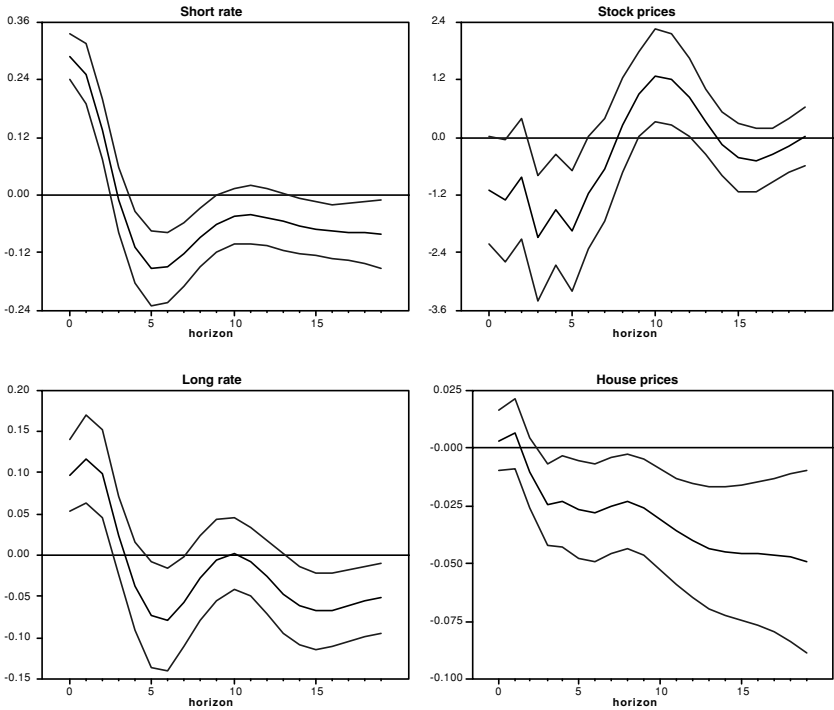 Short rate
0.36
0.24
0.12
0.00
-0.12
-0.24
0 5 10 15
horizon
Stock prices
2.4
1.2
0.0
-1.2
-2.4
-3.6
0 5 10 15
horizon
Long rate
0.20
0.15
0.10
0.05
0.00
-0.05
-0.10
-0.15
0 5 10 15
horizon
House prices
0.025
-0.000
-0.025
-0.050
-0.075
-0.100
0 5 10 15
horizon